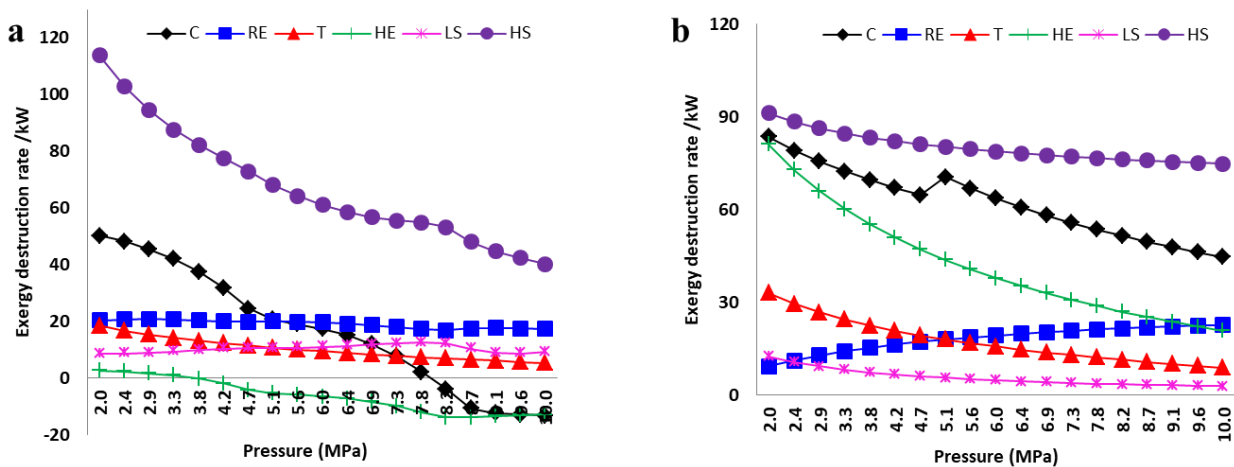 a
120
C RE T HE LS HS
100
80
60
40
20
0
-20
Exergy destruction rate /kW
2.0 2.4 2.9 3.3 3.8 4.2 4.7 5.1 5.6 6.0 6.4 6.9 7.3 7.8 8.2 8.7 9.1 9.6 10.0
Pressure (MPa)
b
120
C RE T HE LS HS
90
60
30
0
Exergy destruction rate /kW
2.0 2.4 2.9 3.3 3.8 4.2 4.7 5.1 5.6 6.0 6.4 6.9 7.3 7.8 8.2 8.7 9.1 9.6 10.0
Pressure (MPa)